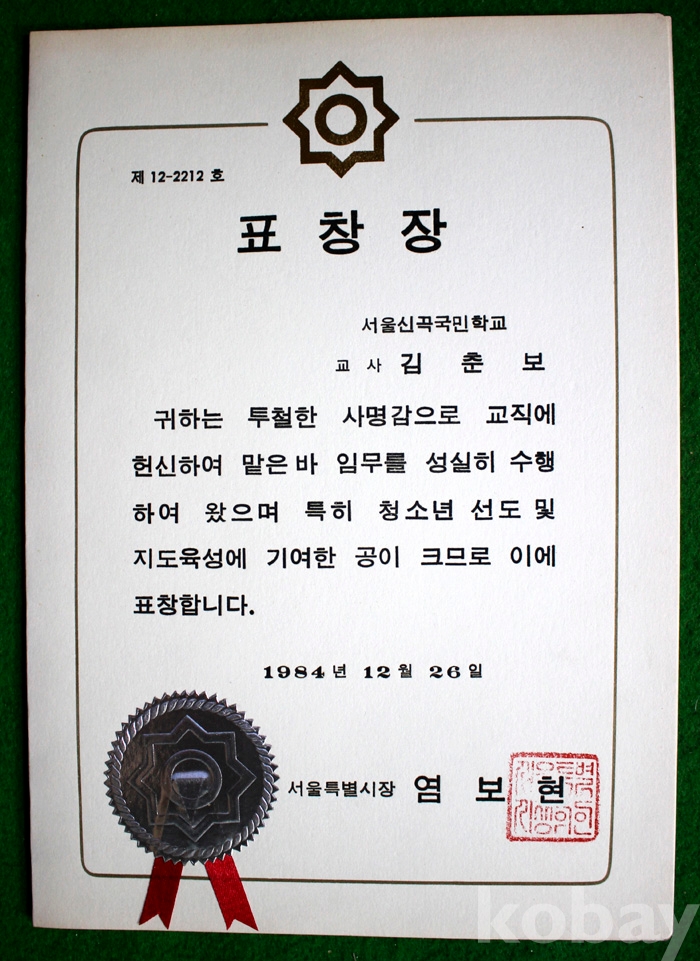 제 12-2212 호
표 창 장
서울신곡국민학교
교 사 김 춘 보
귀하는 투철한 사명감으로 교직에
헌신하여 맡은바 임무를 성실히 수행
하여 왔으며 특히 청소년 선도 및
지도육성에 기여한 공이 크므로 이에
표창합니다.
1984년 12월 26일
서울특별시장 염 보 현
kobay